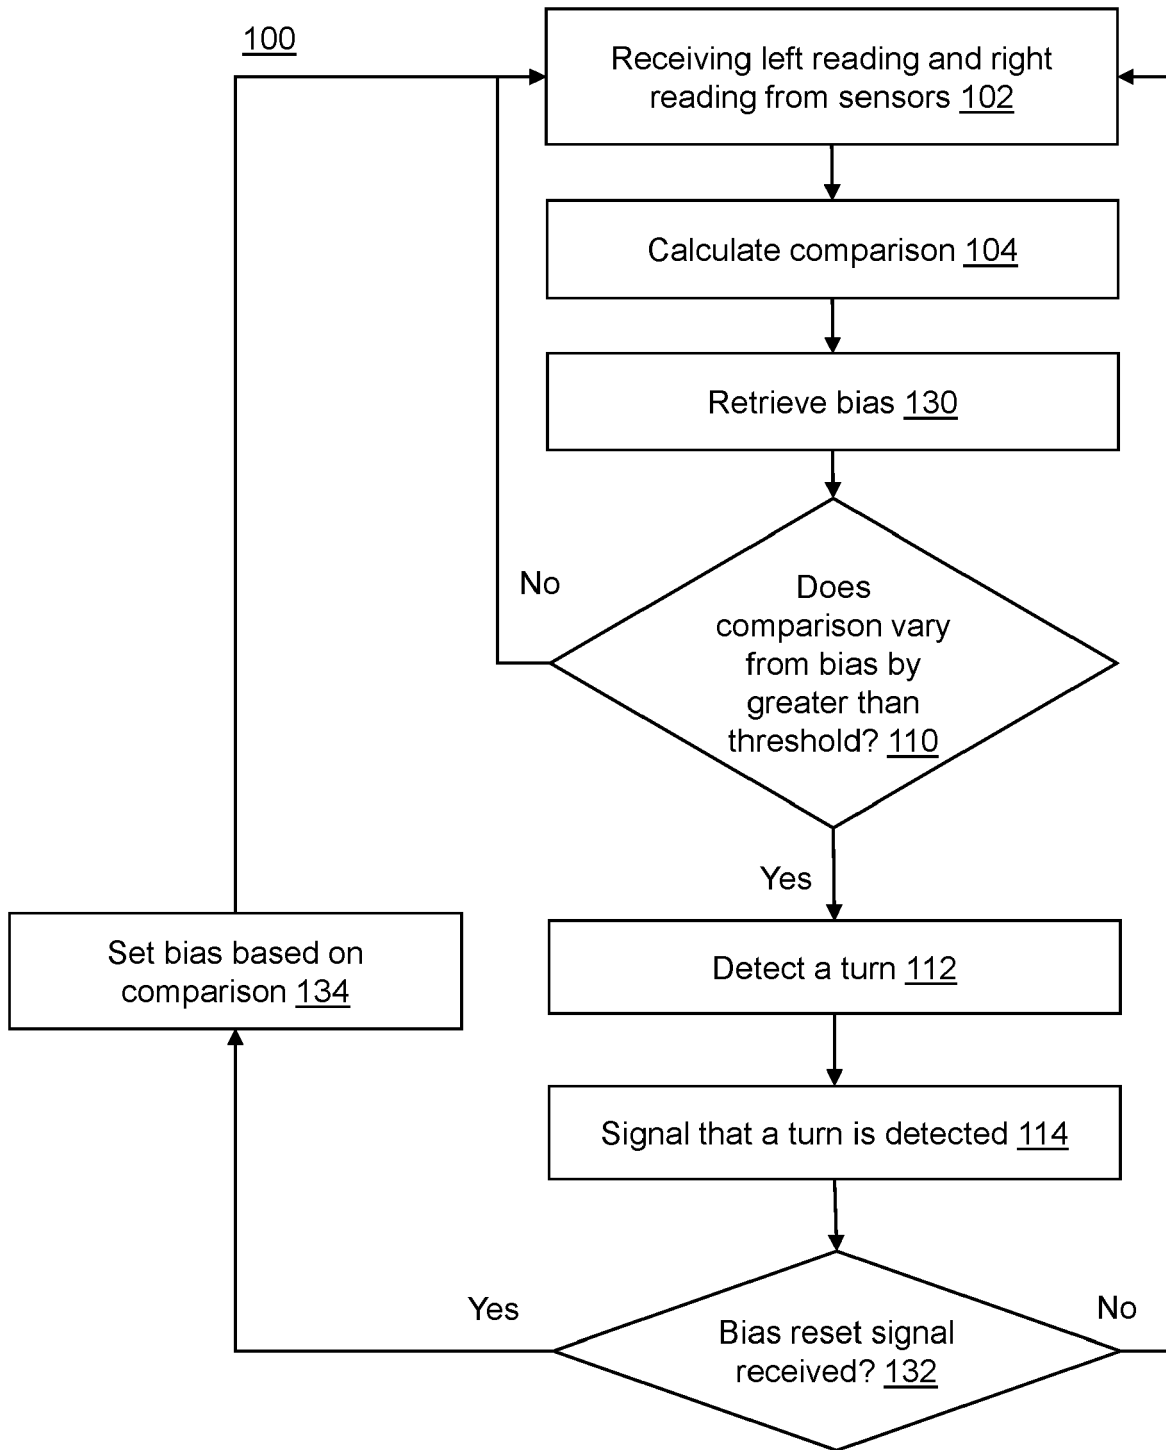 100
Receiving left reading and right
reading from sensors 102
Calculate comparison 104
Retrieve bias 130
No
Does
comparison vary
from bias by
greater than
threshold? 110
Yes
Set bias based on
comparison 134
Detect a turn 112
Signal that a turn is detected 114
Yes
No
Bias reset signal
received? 132